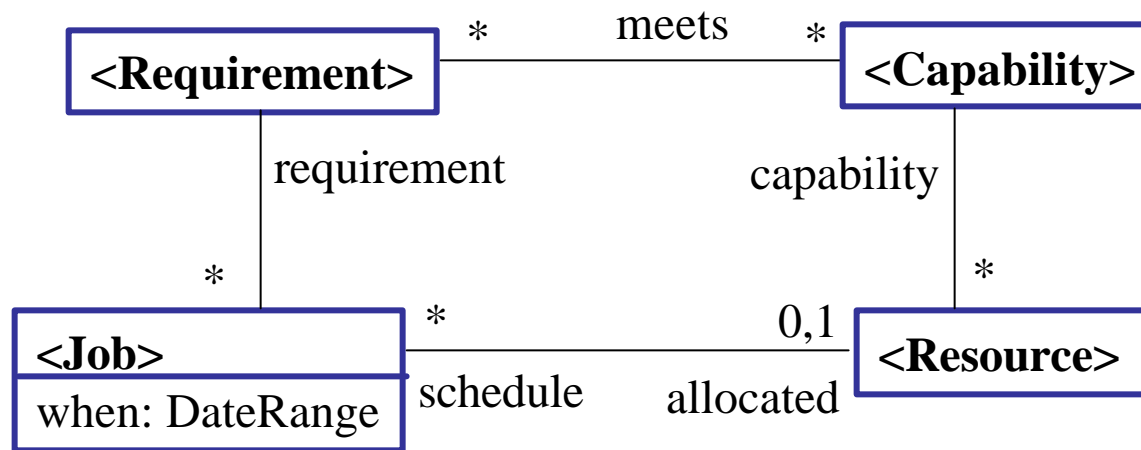 * meets *
<Requirement> <Capability>
requirement capability
* *
<Job> * 0,1 <Resource>
when: DateRange schedule allocated